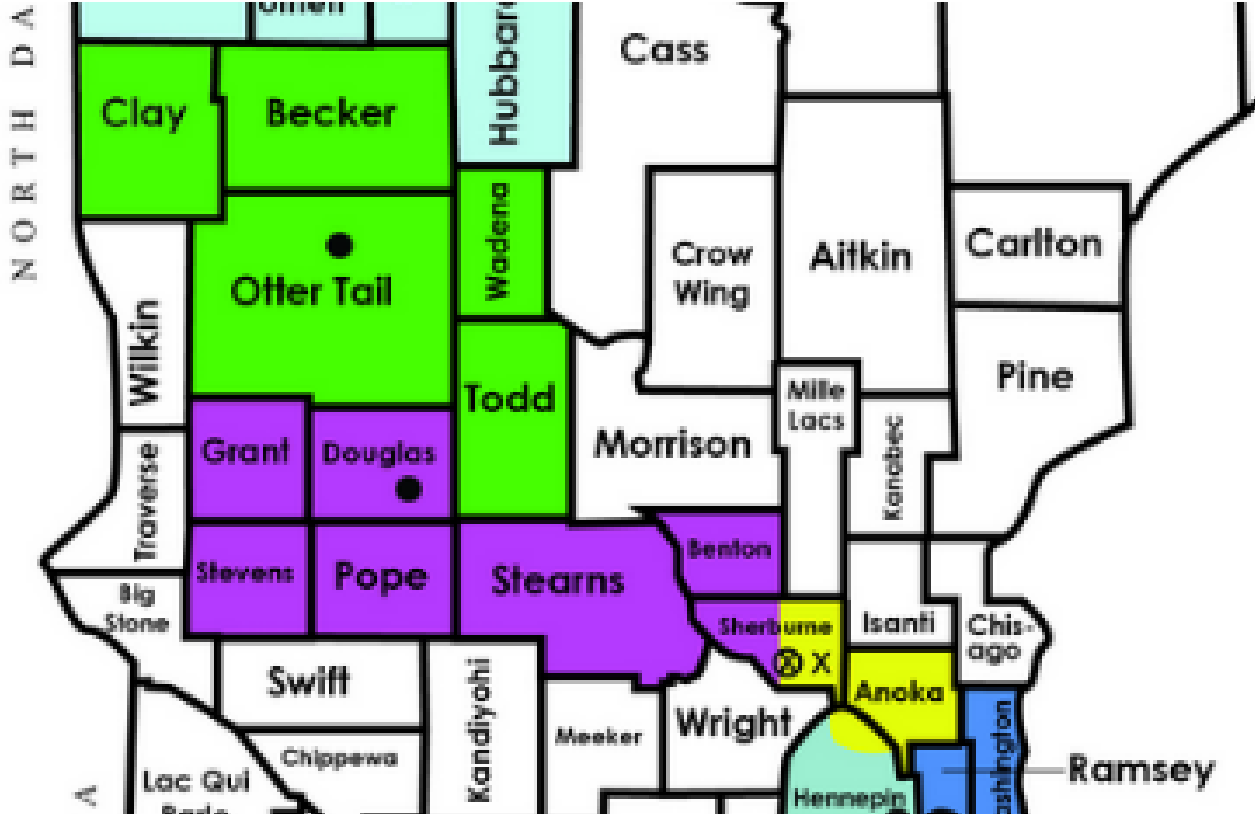 NORTH DA
Hubbard
Cass
Clay
Becker
Wadena
Otter Tail
Crow
Wing
Aitkin
Carlton
Wilkin
Todd
Mille
Lacs
Pine
Grant
Douglas
Morrison
Kanabec
Traverse
Stevens
Pope
Stearns
Benton
Big
Stone
Sherburne
X X
Isanti
Chis-
ago
Swift
Kandiyohi
Meeker
Wright
Anoka
Chippewa
Lac Qui
Parle
A
Hennepin
ashington
Ramsey